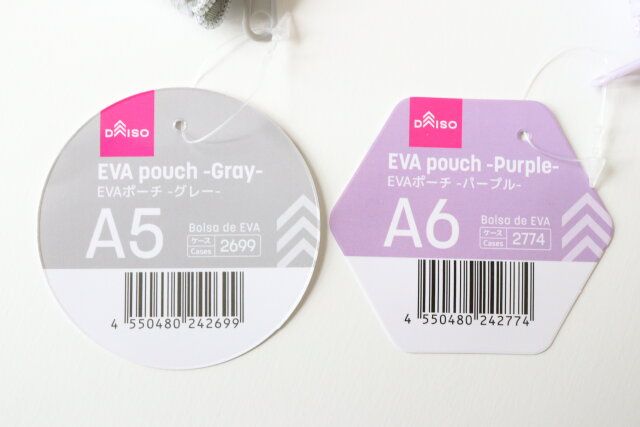 DAISO
EVA pouch -Gray-
EVAポーチ -グレー-
A5
Bolsa de EVA
ケース
Cases
2699
4 550480 242699
DAISO
EVA pouch -Purple-
EVAポーチ -パープル-
A6
Bolsa de EVA
ケース
Cases
2774
4 550480 242774